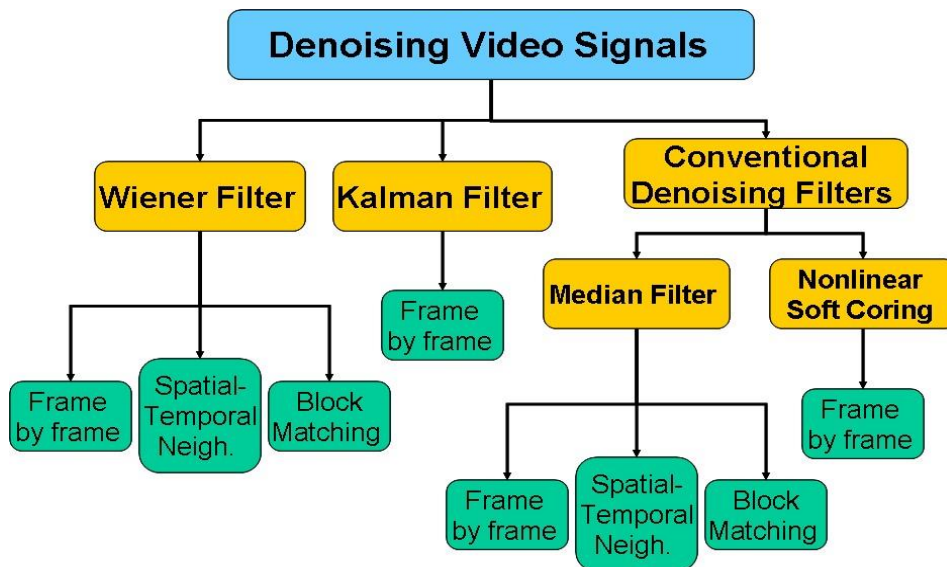 Denoising Video Signals
Wiener Filter
Kalman Filter
Conventional
Denoising Filters
Frame
by frame
Median Filter
Nonlinear
Soft Coring
Frame
by frame
Spatial-
Temporal
Neigh.
Block
Matching
Frame
by frame
Frame
by frame
Spatial-
Temporal
Neigh.
Block
Matching